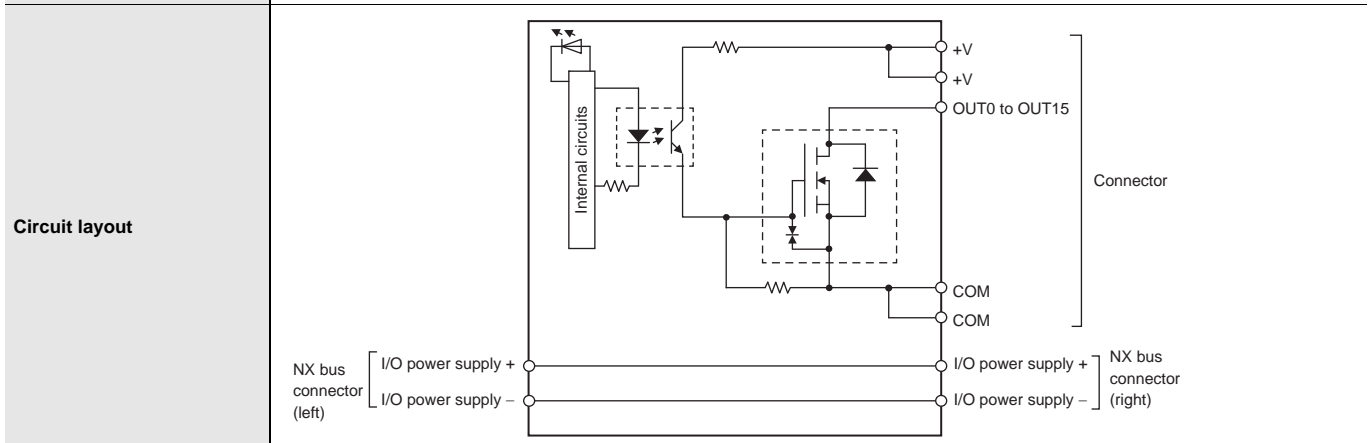 Circuit layout
Internal circuits
+V
+V
OUT0 to OUT15
COM
COM
Connector
NX bus
connector
(left)
I/O power supply +
I/O power supply −
I/O power supply +
I/O power supply −
NX bus
connector
(right)